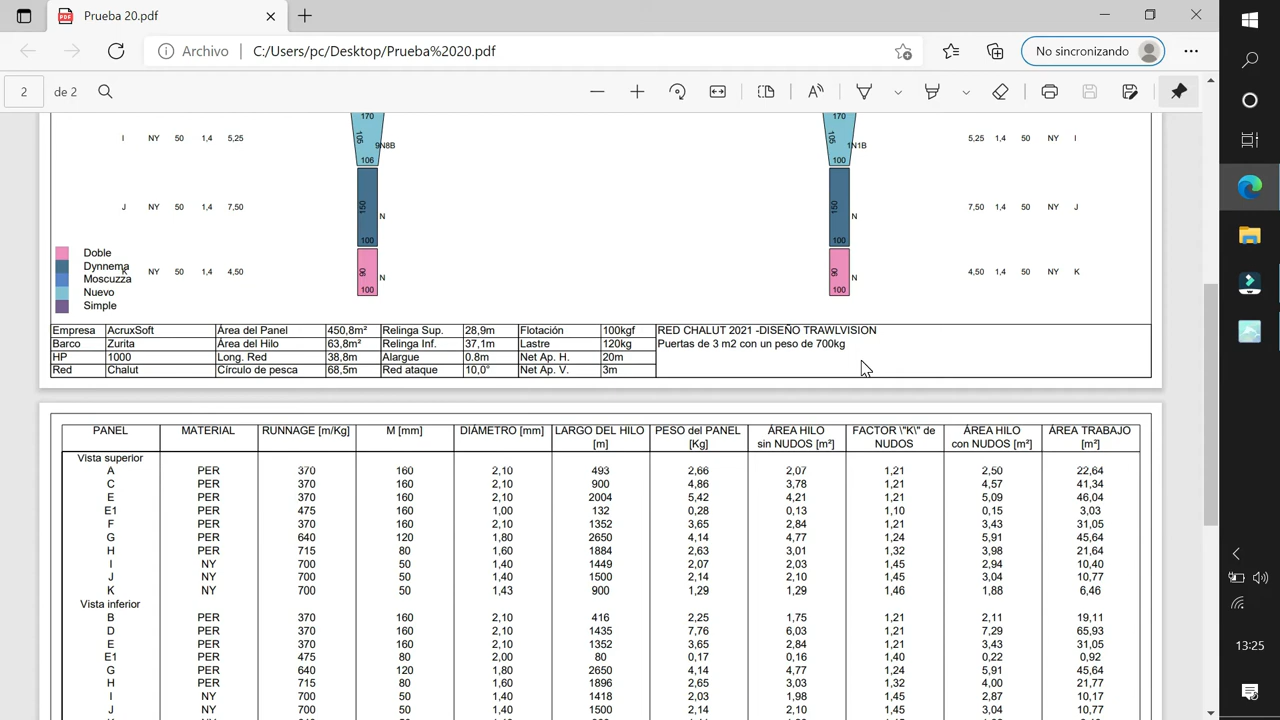 Prueba 20.pdf
Archivo C:/Users/pc/Desktop/Prueba%2020.pdf No sincronizando
2 de 2
170
170
I NY 50 1,4 5,25 105 9N8B 105 1N1B 5,25 1,4 50 NY I
106
100
J NY 50 1,4 7,50 150 N 150 N 7,50 1,4 50 NY J
100
100
K NY 50 1,4 4,50 90 N 90 N 4,50 1,4 50 NY K
100
100
Doble
Dynnema
Moscuzza
Nuevo
Simple
Empresa AcruxSoft Área del Panel 450,8m² Relinga Sup. 28,9m Flotación 100kgf RED CHALUT 2021 -DISEÑO TRAWLVISION
Barco Zurita Área del Hilo 63,8m² Relinga Inf. 37,1m Lastre 120kg Puertas de 3 m2 con un peso de 700kg
HP 1000 Long. Red 38,8m Alargue 0.8m Net Ap. H. 20m
Red Chalut Círculo de pesca 68,5m Red ataque 10,0° Net Ap. V. 3m
PANEL MATERIAL RUNNAGE [m/Kg] M [mm] DIÁMETRO [mm] LARGO DEL HILO [m] PESO del PANEL [Kg] ÁREA HILO sin NUDOS [m²] FACTOR \"K\" de NUDOS ÁREA HILO con NUDOS [m²] ÁREA TRABAJO [m²]
Vista superior
A PER 370 160 2,10 493 2,66 2,07 1,21 2,50 22,64
C PER 370 160 2,10 900 4,86 3,78 1,21 4,57 41,34
E PER 370 160 2,10 2004 5,42 4,21 1,21 5,09 46,04
E1 PER 475 160 1,00 132 0,28 0,13 1,10 0,15 3,03
F PER 370 160 2,10 1352 3,65 2,84 1,21 3,43 31,05
G PER 640 120 1,80 2650 4,14 4,77 1,24 5,91 45,64
H PER 715 80 1,60 1884 2,63 3,01 1,32 3,98 21,64
I NY 700 50 1,40 1449 2,07 2,03 1,45 2,94 10,40
J NY 700 50 1,40 1500 2,14 2,10 1,45 3,04 10,77
K NY 700 50 1,43 900 1,29 1,29 1,46 1,88 6,46
Vista inferior
B PER 370 160 2,10 416 2,25 1,75 1,21 2,11 19,11
D PER 370 160 2,10 1435 7,76 6,03 1,21 7,29 65,93
E PER 370 160 2,10 1352 3,65 2,84 1,21 3,43 31,05
E1 PER 475 80 2,00 80 0,17 0,16 1,40 0,22 0,92
G PER 640 120 1,80 2650 4,14 4,77 1,24 5,91 45,64
H PER 715 80 1,60 1896 2,65 3,03 1,32 4,00 21,77
I NY 700 50 1,40 1418 2,03 1,98 1,45 2,87 10,17
J NY 700 50 1,40 1500 2,14 2,10 1,45 3,04 10,77
13:25